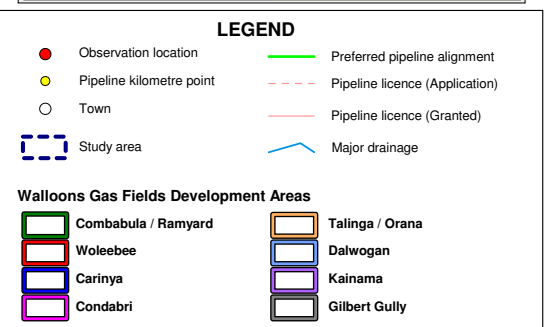 LEGEND
Observation location
Pipeline kilometre point
Town
Study area
Preferred pipeline alignment
Pipeline licence (Application)
Pipeline licence (Granted)
Major drainage
Walloons Gas Fields Development Areas
Combabula / Ramyard
Woleebee
Carinya
Condabri
Talinga / Orana
Dalwogan
Kainama
Gilbert Gully